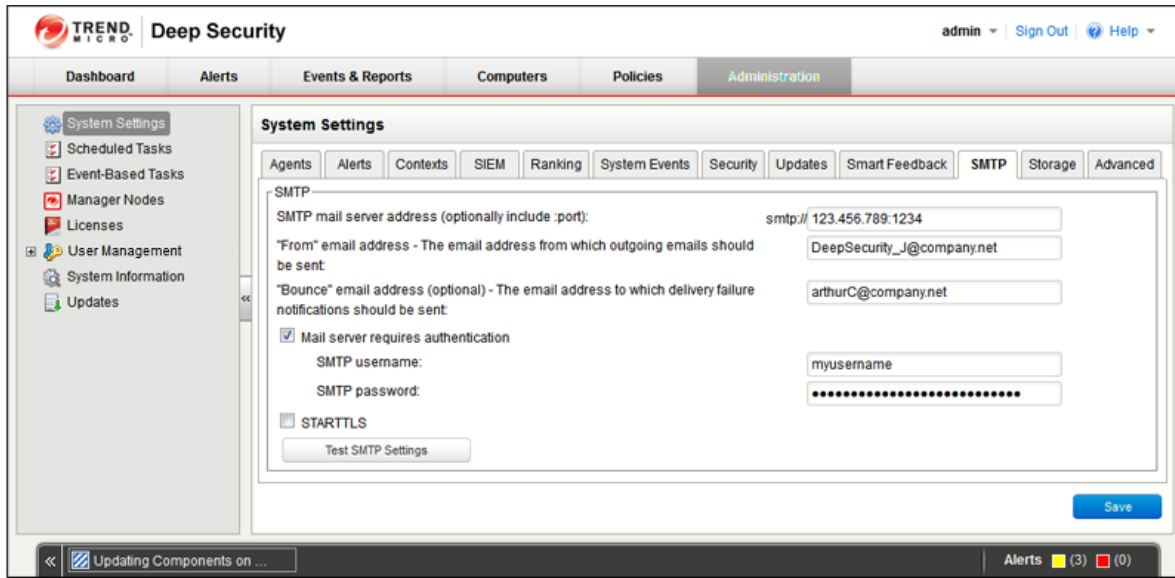 TREND MICRO Deep Security
admin Sign Out Help
Dashboard Alerts Events & Reports Computers Policies Administration
System Settings
Scheduled Tasks
Event-Based Tasks
Manager Nodes
Licenses
User Management
System Information
Updates
System Settings
Agents Alerts Contexts SIEM Ranking System Events Security Updates Smart Feedback SMTP Storage Advanced
SMTP
SMTP mail server address (optionally include :port): smtp:// 123.456.789:1234
"From" email address - The email address from which outgoing emails should DeepSecurity_J@company.net
be sent:
"Bounce" email address (optional) - The email address to which delivery failure arthurC@company.net
notifications should be sent:
Mail server requires authentication
SMTP username: myusername
SMTP password: ••••••••••••••••••••••••••••
STARTTLS
Test SMTP Settings
Save
« Updating Components on ... Alerts (3) (0)